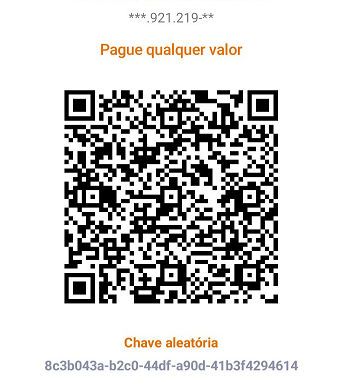 ***.921.219-**
Pague qualquer valor
Chave aleatória
8c3b043a-b2c0-44df-a90d-41b3f4294614